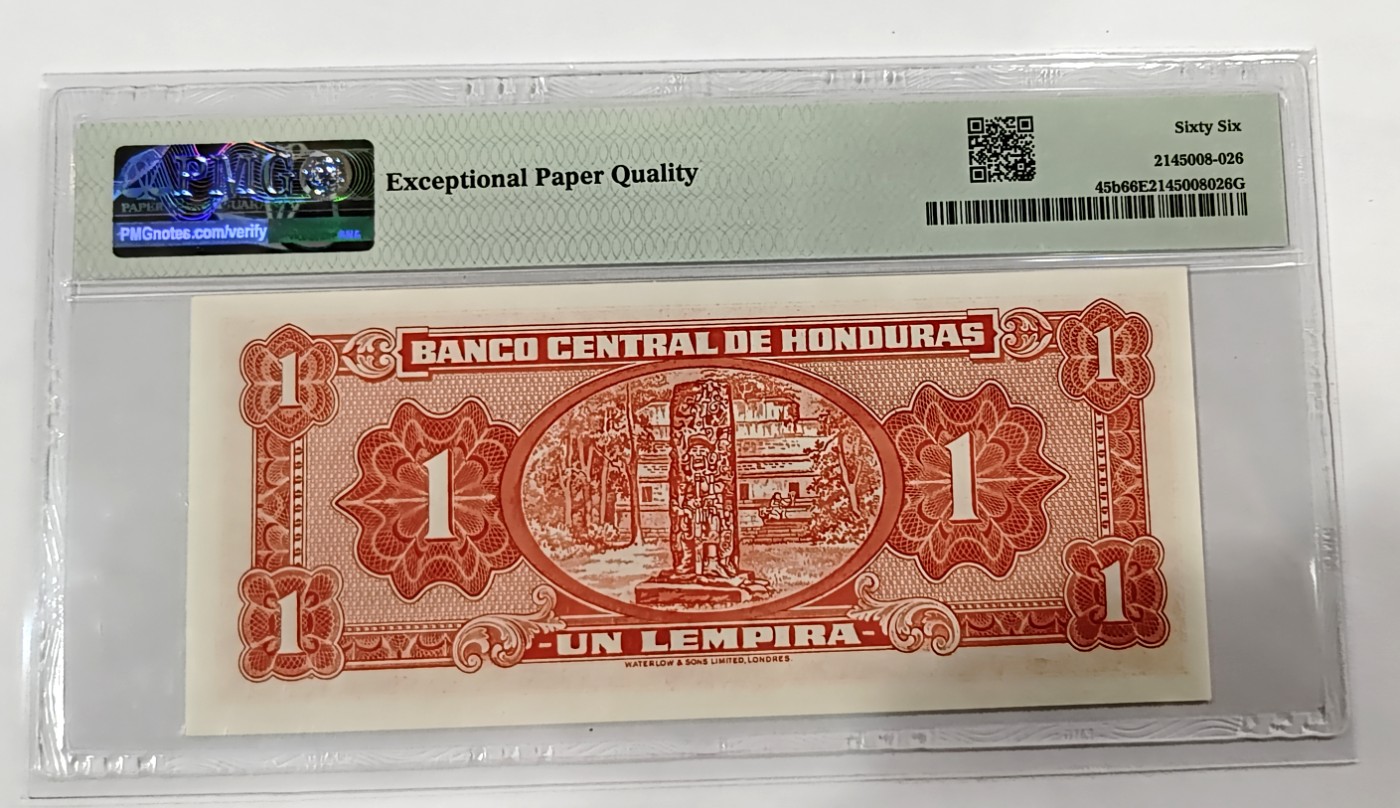 PMG
PAPER
PMGnotes.com/verify
Exceptional Paper Quality
Sixty Six
2145008-026
45b66E2145008026G
1
BANCO CENTRAL DE HONDURAS
1
1
1
1
-UN LEMPIRA-
1
WATERLOW & SONS LIMITED, LONDRES.